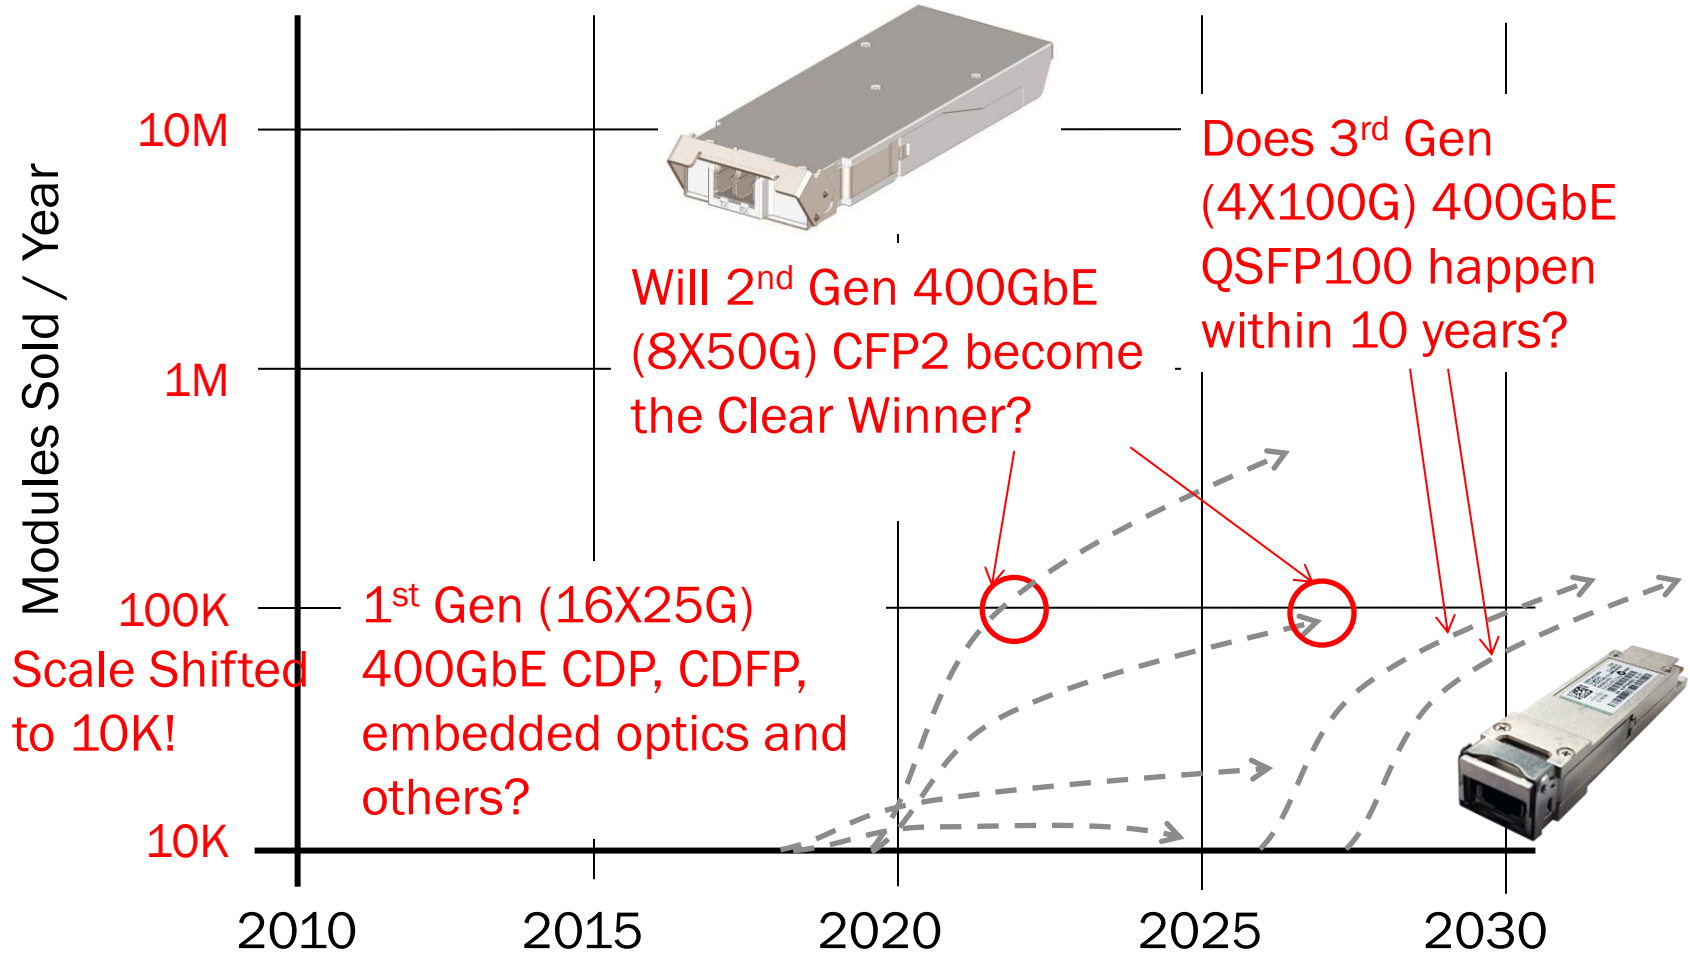 Modules Sold / Year
10M
1M
100K
Scale Shifted
to 10K!
10K
Does 3rd Gen
(4X100G) 400GbE
QSFP100 happen
within 10 years?
Will 2nd Gen 400GbE
(8X50G) CFP2 become
the Clear Winner?
1st Gen (16X25G)
400GbE CDP, CDFP,
embedded optics and
others?
2010
2015
2020
2025
2030